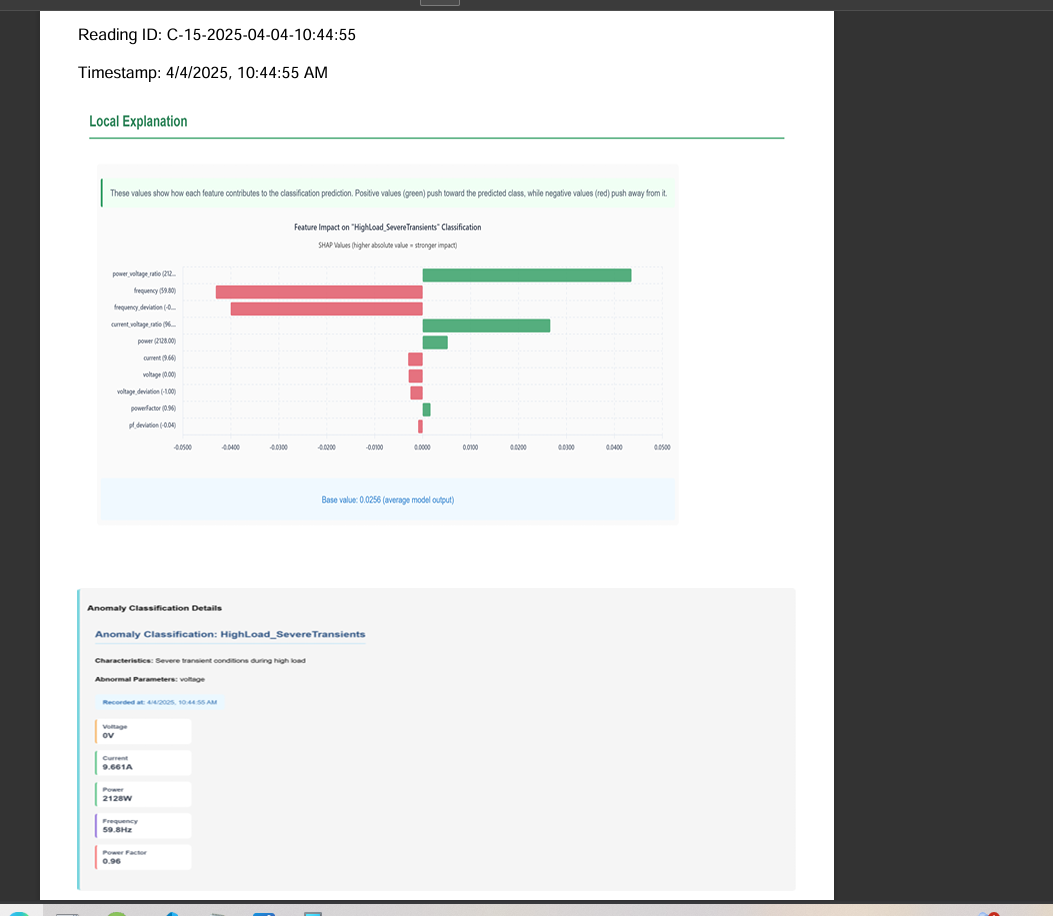 Reading ID: C-15-2025-04-04-10:44:55
Timestamp: 4/4/2025, 10:44:55 AM
Local Explanation
These values show how each feature contributes to the classification prediction. Positive values (green) push toward the predicted class, while negative values (red) push away from it.
Feature Impact on "HighLoad_SevereTransients" Classification
SHAP Values (higher absolute value = stronger impact)
power_voltage_ratio (212...
frequency (59.80)
frequency_deviation (-0....
current_voltage_ratio (96....
power (2128.00)
current (9.66)
voltage (0.00)
voltage_deviation (-1.00)
powerFactor (0.96)
pf_deviation (-0.04)
-0.0500 -0.0400 -0.0300 -0.0200 -0.0100 0.0000 0.0100 0.0200 0.0300 0.0400 0.0500
Base value: 0.0256 (average model output)
Anomaly Classification Details
Anomaly Classification: HighLoad_SevereTransients
Characteristics: Severe transient conditions during high load
Abnormal Parameters: voltage
Recorded at: 4/4/2025, 10:44:55 AM
Voltage
0V
Current
9.661A
Power
2128W
Frequency
59.8Hz
Power Factor
0.96